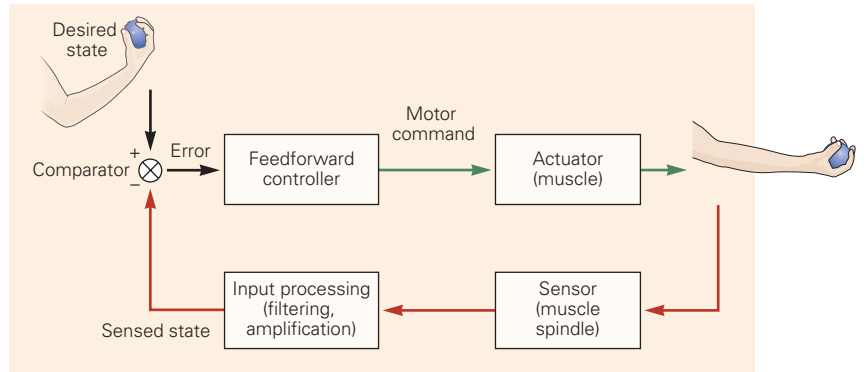 Desired
state
Motor
command
+
Error
Comparator
−
Feedforward
controller
Actuator
(muscle)
Input processing
(filtering,
amplification)
Sensor
(muscle
spindle)
Sensed state